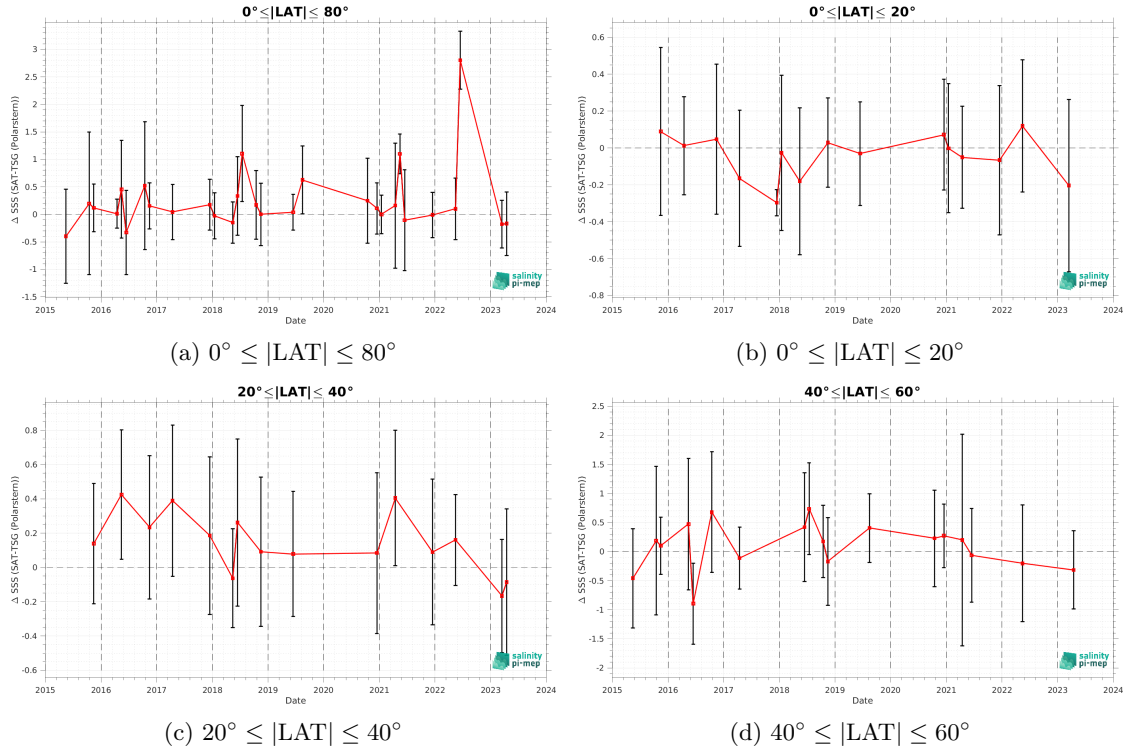 0°≤|LAT|≤ 80°
Δ SSS (SAT-TSG (Polarstern))
3
2.5
2
1.5
1
0.5
0
-0.5
-1
-1.5
2015 2016 2017 2018 2019 2020 2021 2022 2023 2024
Date
salinity
pi-mep
(a) 0° ≤ |LAT| ≤ 80°
0°≤|LAT|≤ 20°
Δ SSS (SAT-TSG (Polarstern))
0.6
0.4
0.2
0
-0.2
-0.4
-0.6
-0.8
2015 2016 2017 2018 2019 2020 2021 2022 2023 2024
Date
salinity
pi-mep
(b) 0° ≤ |LAT| ≤ 20°
20°≤|LAT|≤ 40°
Δ SSS (SAT-TSG (Polarstern))
0.8
0.6
0.4
0.2
0
-0.2
-0.4
-0.6
2015 2016 2017 2018 2019 2020 2021 2022 2023 2024
Date
salinity
pi-mep
(c) 20° ≤ |LAT| ≤ 40°
40°≤|LAT|≤ 60°
Δ SSS (SAT-TSG (Polarstern))
2.5
2
1.5
1
0.5
0
-0.5
-1
-1.5
-2
2015 2016 2017 2018 2019 2020 2021 2022 2023 2024
Date
salinity
pi-mep
(d) 40° ≤ |LAT| ≤ 60°